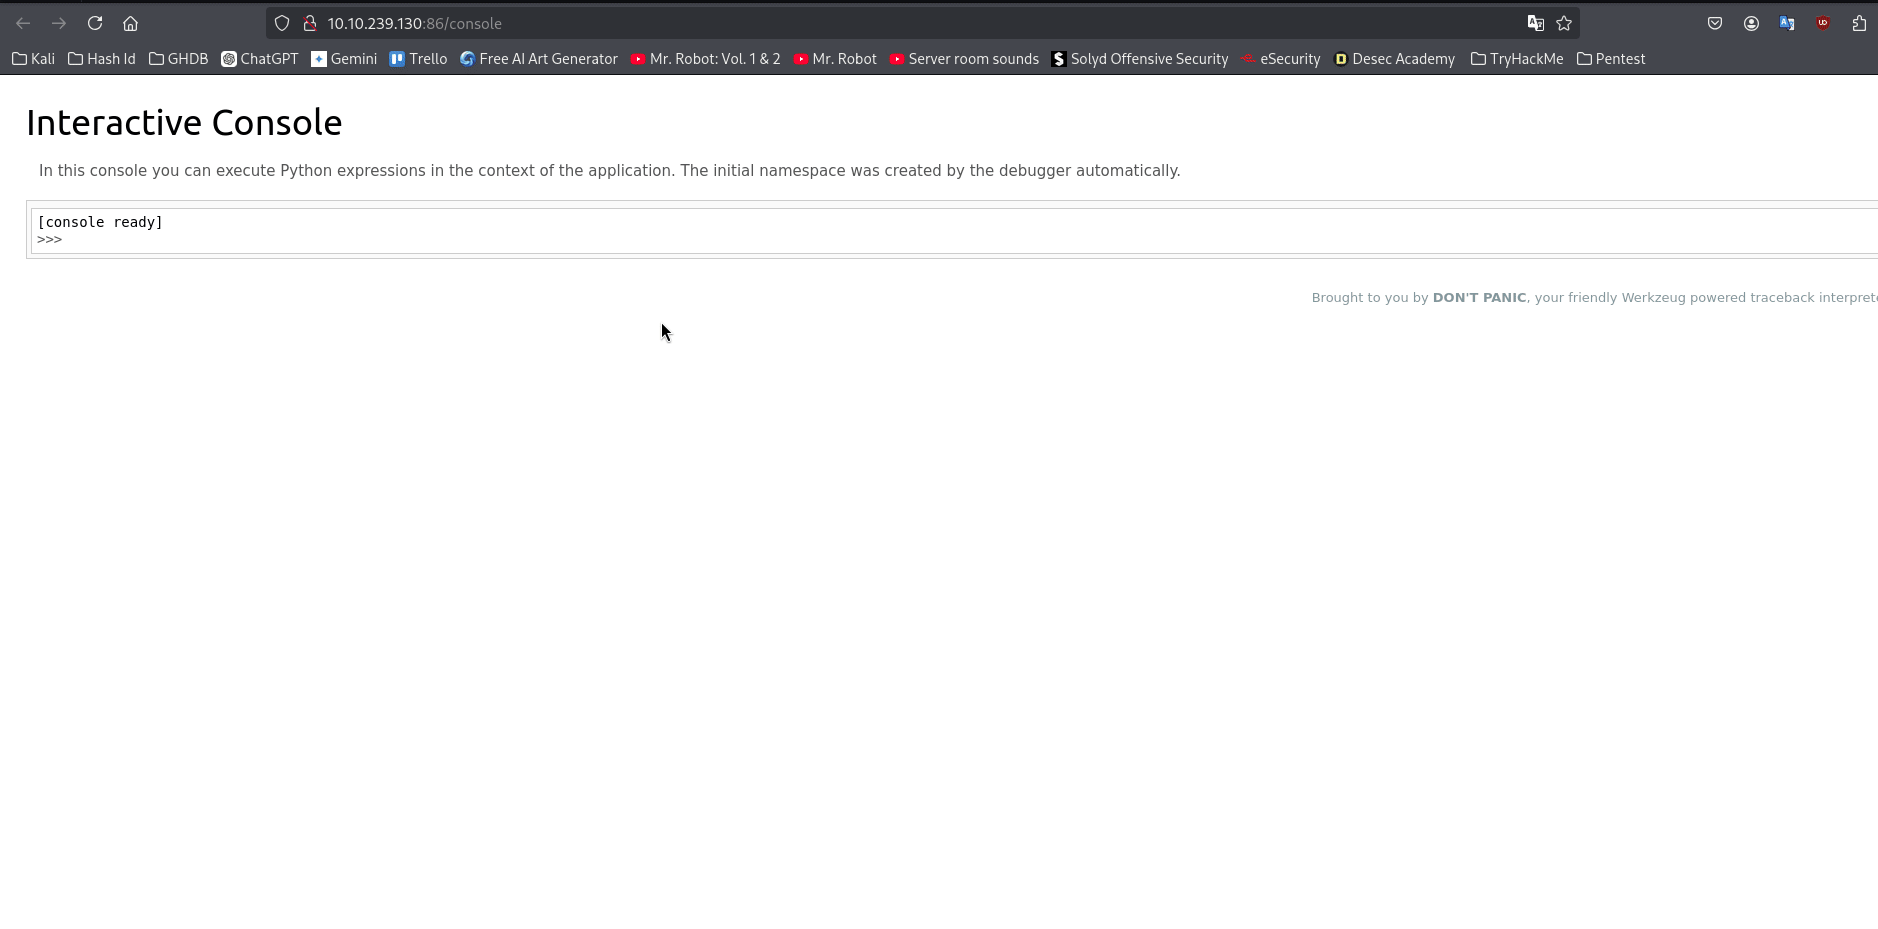 10.10.239.130:86/console
Kali Hash Id GHDB ChatGPT Gemini Trello Free AI Art Generator Mr. Robot: Vol. 1 & 2 Mr. Robot Server room sounds Solyd Offensive Security eSecurity Desec Academy TryHackMe Pentest
Interactive Console
In this console you can execute Python expressions in the context of the application. The initial namespace was created by the debugger automatically.
[console ready]
>>>
Brought to you by DON'T PANIC, your friendly Werkzeug powered traceback